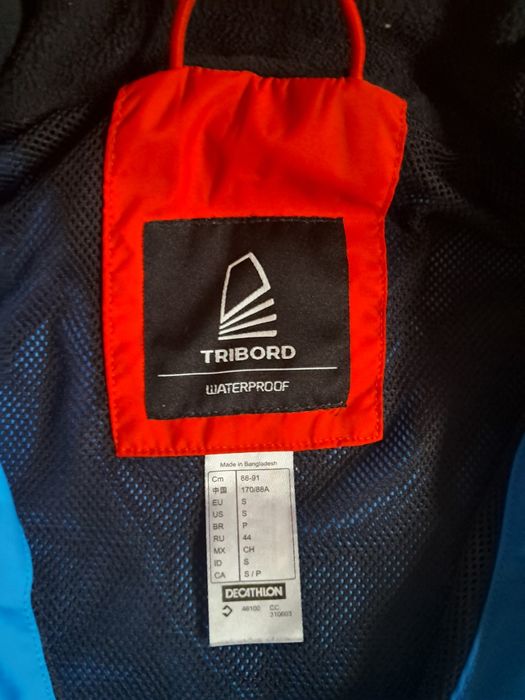 TRIBORD
WATERPROOF
Made in Bangladesh
Cm 88-91
中国 170/88A
EU S
US S
BR P
RU 44
MX CH
ID S
CA S / P
DECATHLON
46100 CC
310603